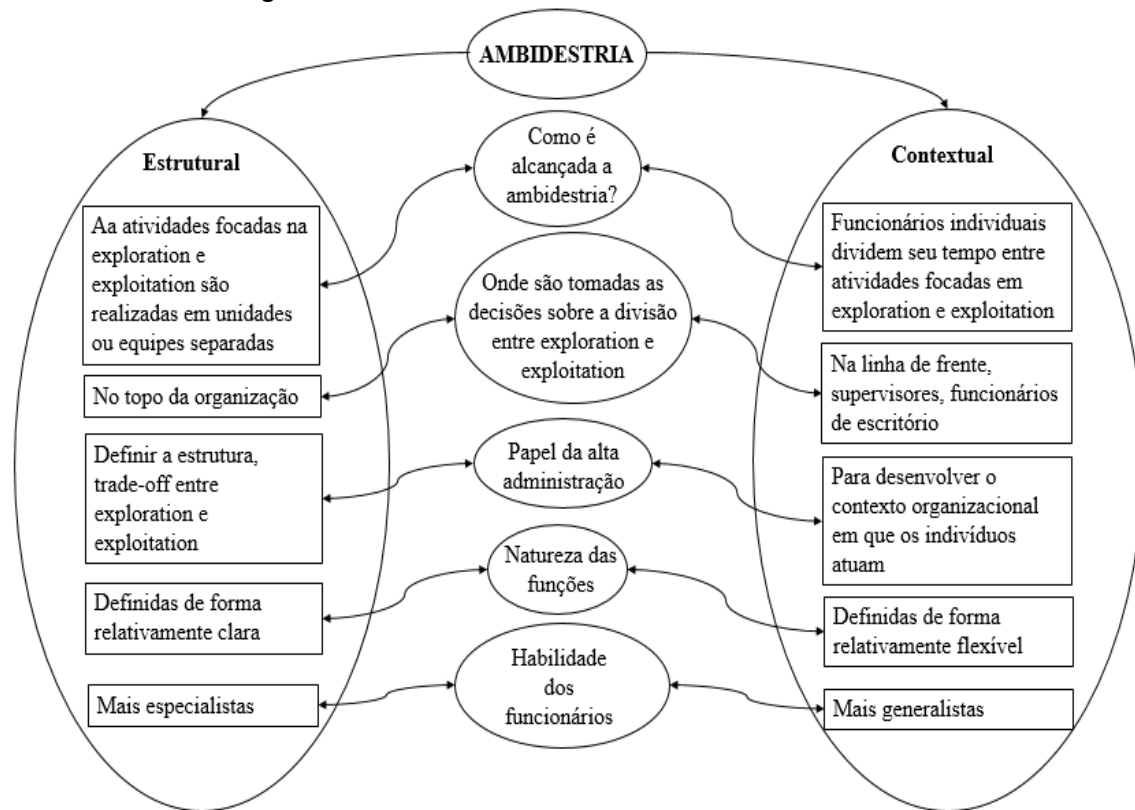 AMBIDESTRIA
Estrutural
Aa atividades focadas na
exploration e
exploitation são
realizadas em unidades
ou equipes separadas
No topo da organização
Definir a estrutura,
trade-off entre
exploration e
exploitation
Definidas de forma
relativamente clara
Mais especialistas
Como é
alcançada a
ambidestria?
Onde são tomadas as
decisões sobre a divisão
entre exploration e
exploitation
Papel da alta
administração
Natureza das
funções
Habilidade
dos
funcionários
Contextual
Funcionários individuais
dividem seu tempo entre
atividades focadas em
exploration e exploitation
Na linha de frente,
supervisores, funcionários
de escritório
Para desenvolver o
contexto organizacional
em que os indivíduos
atuam
Definidas de forma
relativamente flexível
Mais generalistas